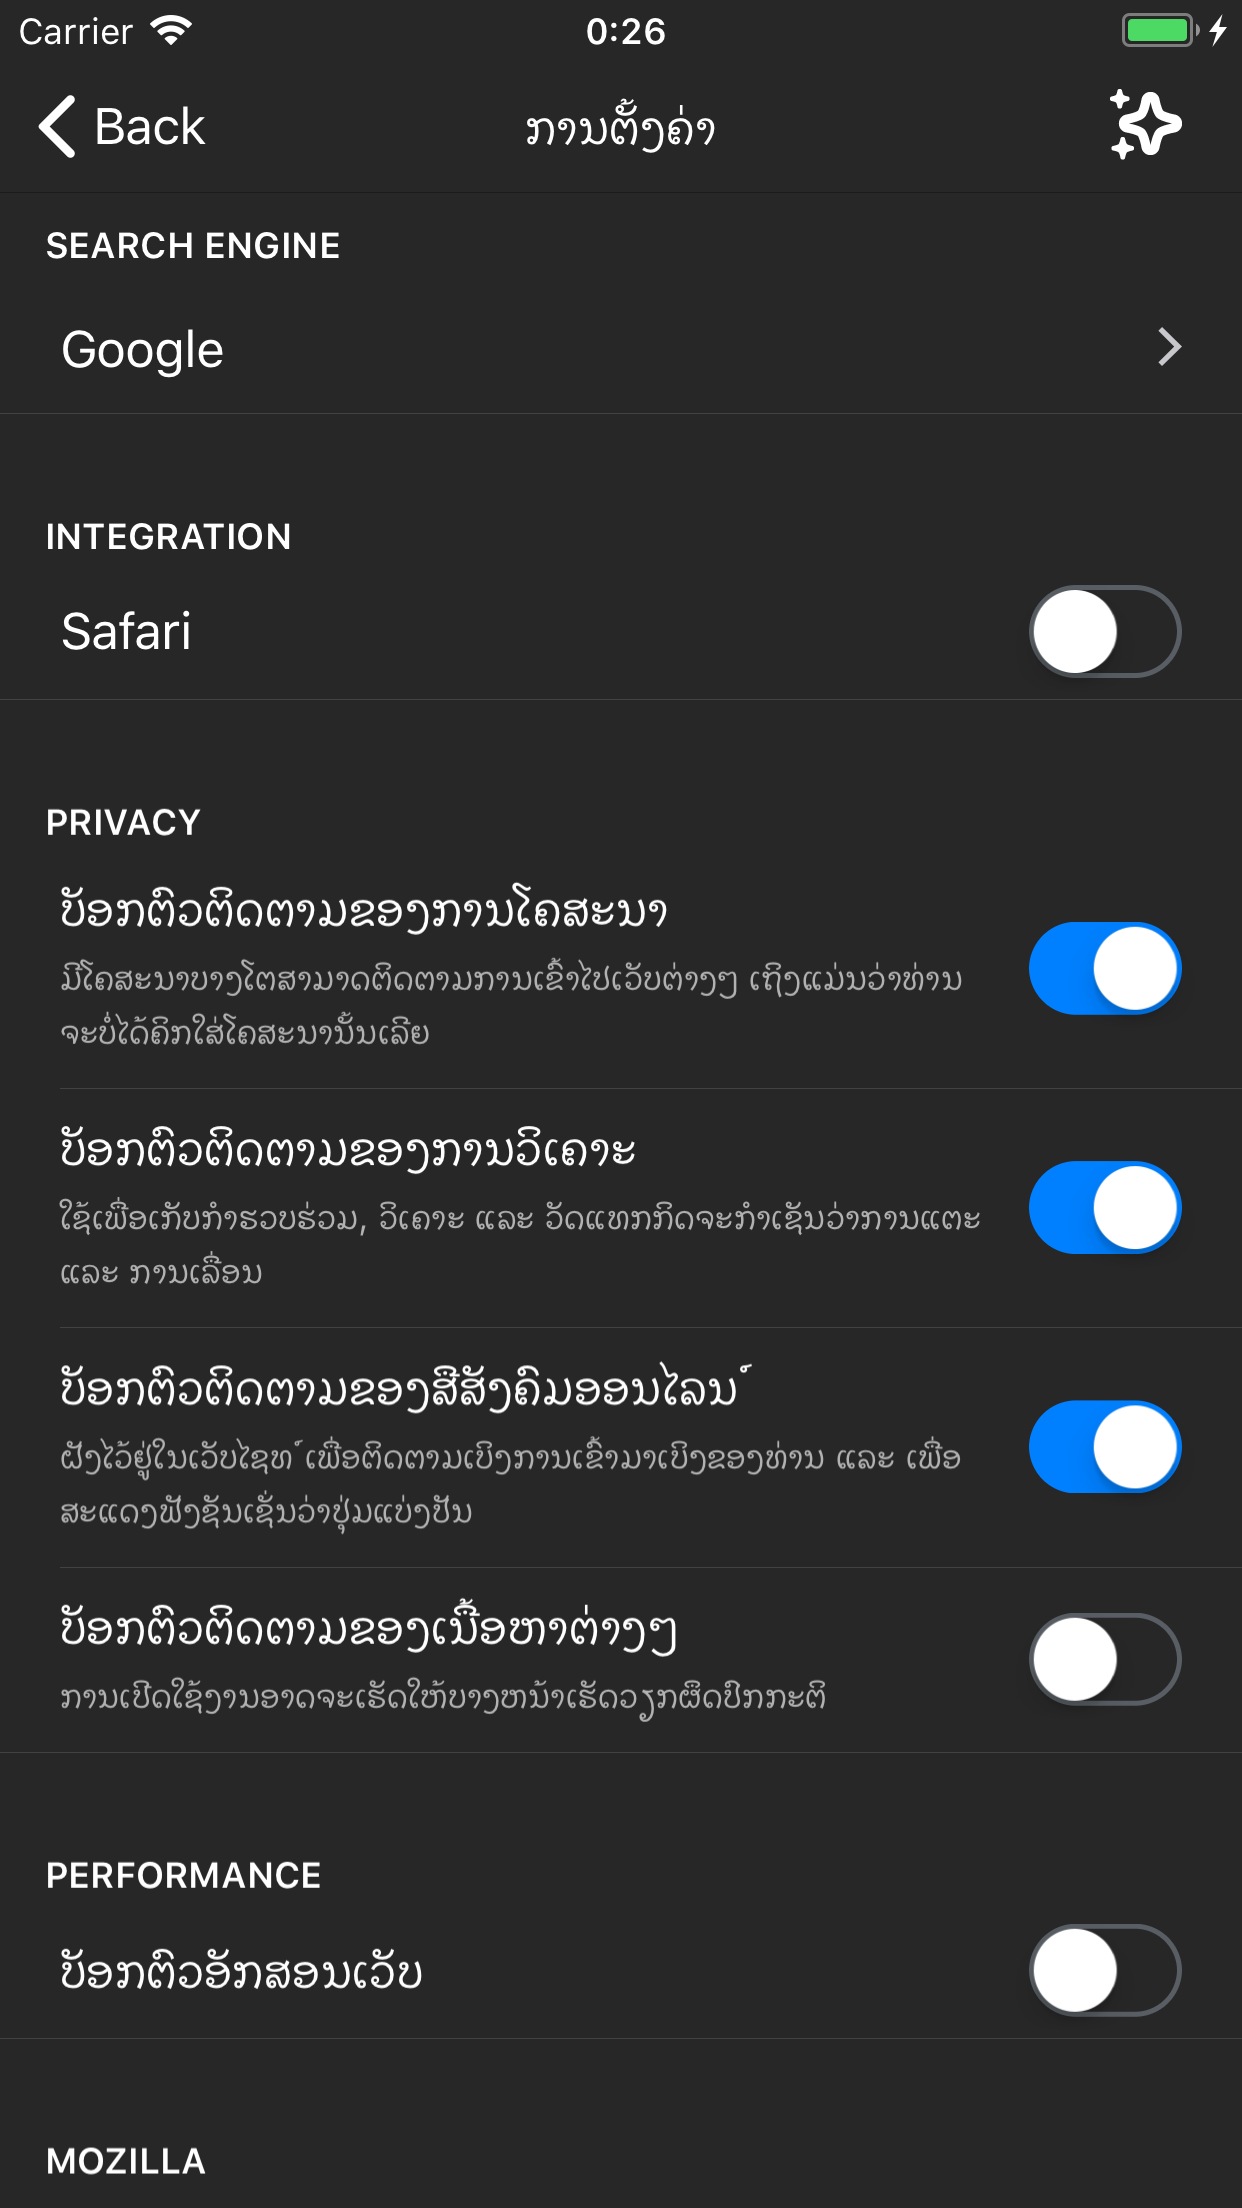 Carrier
0:26
Back
ການຕັ້ງຄ່າ
SEARCH ENGINE
Google
INTEGRATION
Safari
PRIVACY
ບັອກຕົວຕິດຕາມຂອງການໂຄສະນາ
ມີໂຄສະນາບາງໂຕສາມາດຕິດຕາມການເຂົ້າໄປເວັບຕ່າງໆ ເຖິງແມ່ນວ່າທ່ານ
ຈະບໍ່ໄດ້ຄິກໃສ່ໂຄສະນານັ້ນເລີຍ
ບັອກຕົວຕິດຕາມຂອງການວິເຄາະ
ໃຊ້ເພື່ອເກັບກຳຮວບຮ່ວມ, ວິເຄາະ ແລະ ວັດແທກກິດຈະກຳເຊັນວ່າການແຕະ
ແລະ ການເລື່ອນ
ບັອກຕົວຕິດຕາມຂອງສືສັງຄົມອອນໄລນ໌
ຝັງໄວ້ຢູ່ໃນເວັບໄຊທ໌ເພື່ອຕິດຕາມເບິງການເຂົ້າມາເບິງຂອງທ່ານ ແລະ ເພື່ອ
ສະແດງຟັງຊັນເຊັ່ນວ່າປຸ່ມແບ່ງປັນ
ບັອກຕົວຕິດຕາມຂອງເນື້ອຫາຕ່າງໆ
ການເປີດໃຊ້ງານອາດຈະເຮັດໃຫ້ບາງຫນ້າເຮັດວຽກຜິດປົກກະຕິ
PERFORMANCE
ບັອກຕົວອັກສອນເວັບ
MOZILLA